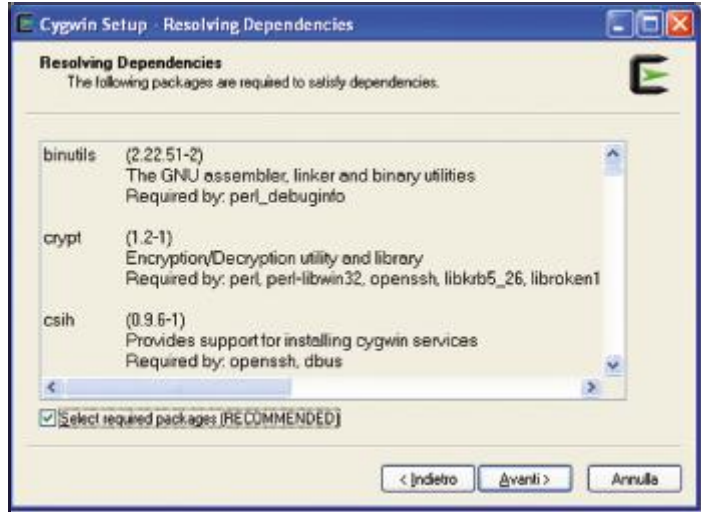 Cygwin Setup - Resolving Dependencies
Resolving Dependencies
The following packages are required to satisfy dependencies.
binutils (2.22.51-2)
The GNU assembler, linker and binary utilities
Required by: perl_debuginfo
crypt (1.2-1)
Encryption/Decryption utility and library
Required by: perl, perl-libwin32, openssh, libkrb5_26, libroken1
csih (0.9.6-1)
Provides support for installing cygwin services
Required by: openssh, dbus
Select required packages (RECOMMENDED)
< Indietro Avanti > Annulla